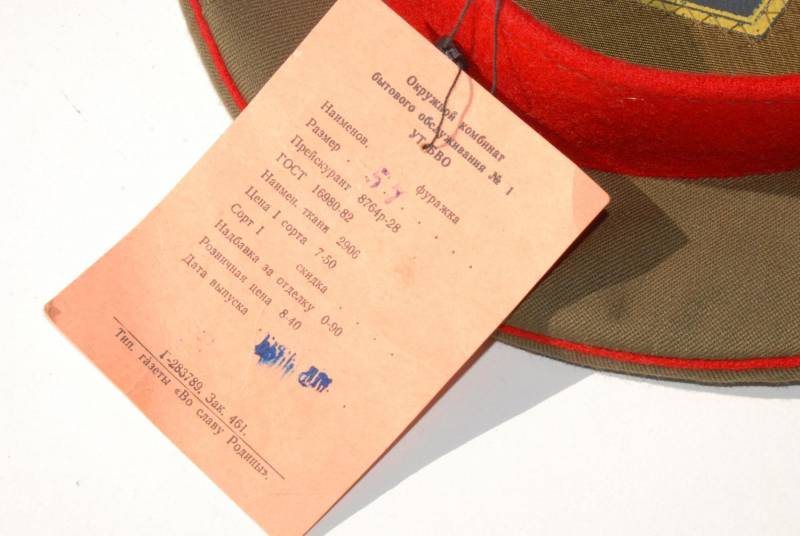 Окружной комбинат
бытового обслуживания № 1
УТ БВО
Наименов. фуражка
Размер 57
Прейскурант 8764р-28
ГОСТ 16980-82
Наимен. ткани 2906
Цена 1 сорта 7-50
Сорт 1 скидка
Надбавка за отделку 0-90
Розничная цена 8-40
Дата выпуска
Г-283789, Зак. 461.
Тип. газеты «Во славу Родины».